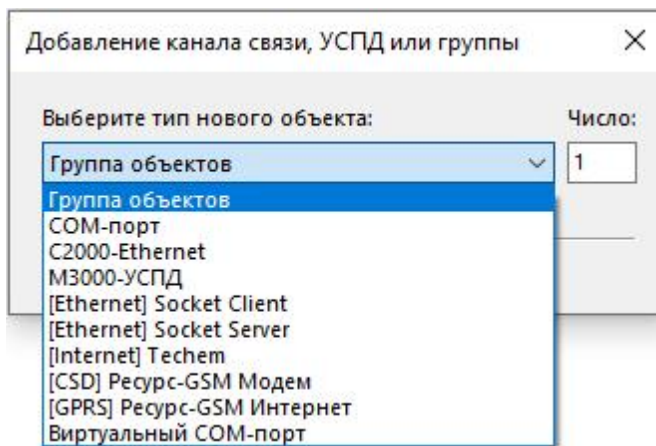 Добавление канала связи, УСПД или группы
Выберите тип нового объекта: Число:
Группа объектов 1
Группа объектов
COM-порт
C2000-Ethernet
М3000-УСПД
[Ethernet] Socket Client
[Ethernet] Socket Server
[Internet] Techem
[CSD] Ресурс-GSM Модем
[GPRS] Ресурс-GSM Интернет
Виртуальный COM-порт